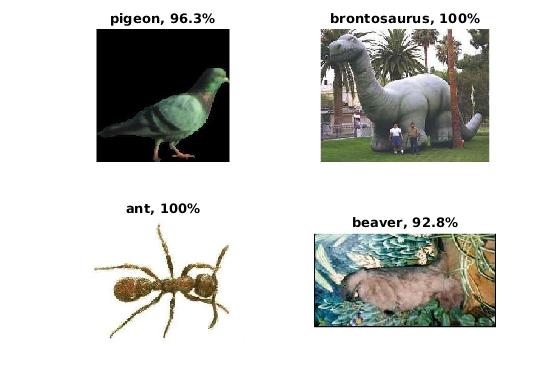 pigeon, 96.3%
brontosaurus, 100%
ant, 100%
beaver, 92.8%